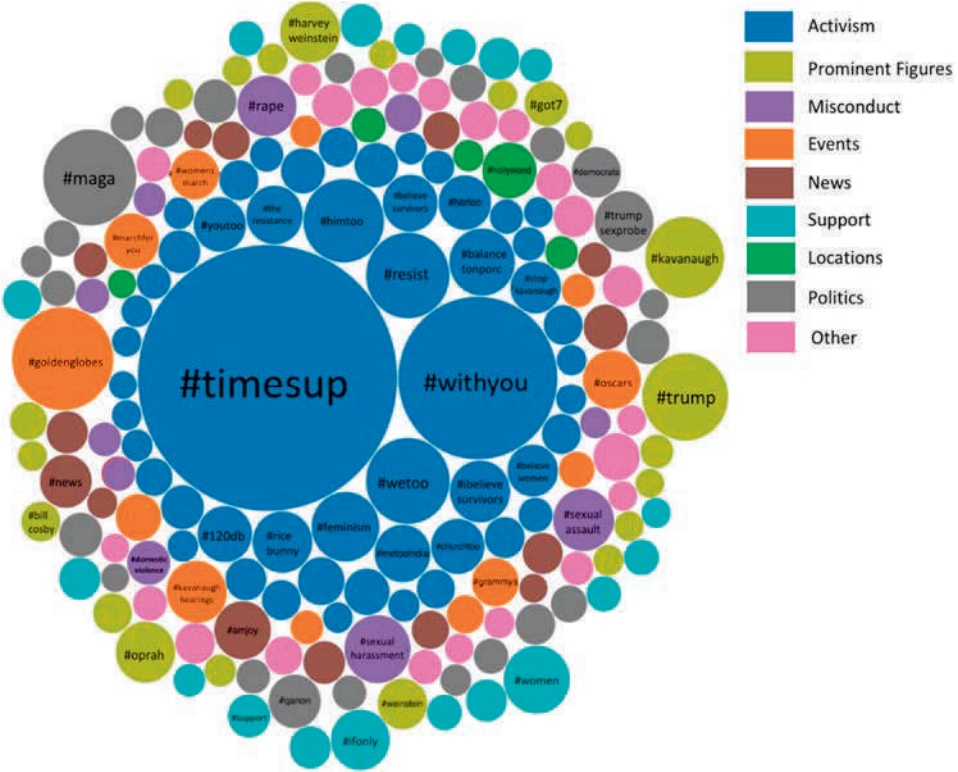 #harvey
weinstein
Activism
Prominent Figures
Misconduct
Events
News
Support
Locations
Politics
Other
#rape
#got7
#maga
#womens
march
#hollywood
#democrats
#believe
survivors
#hertoo
#youtoo
#the
resistance
#himtoo
#trump
sexprobe
#marchfor
you
#resist
#balance
tonporc
#kavanaugh
#stop
kavanaugh
#goldenglobes
#timesup
#withyou
#oscars
#trump
#news
#wetoo
#ibelieve
survivors
#believe
women
#bill
cosby
#sexual
assault
#120db
#rice
bunny
#feminism
#metooindia
#churchtoo
#domestic
violence
#kavanaugh
hearings
#grammys
#amjoy
#sexual
harassment
#oprah
#women
#qanon
#weinstein
#support
#ifonly